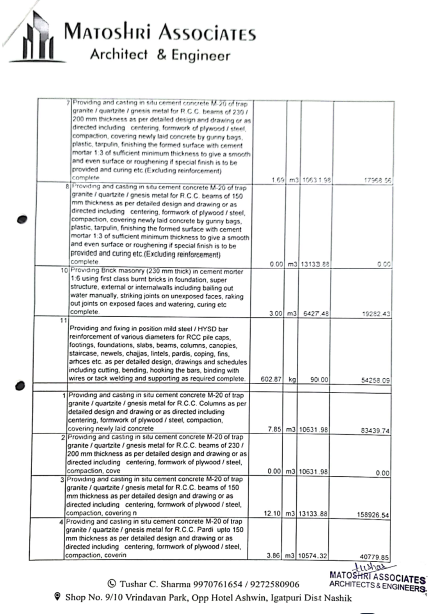 MATOSHRI ASSOCIATES
Architect & Engineer
7 Providing and casting in situ cement concrete M-20 of trap
granite / quartzite / gnesis metal for R.C.C. beams of 230 /
200 mm thickness as per detailed design and drawing or as
directed including centering, formwork of plywood / steel,
compaction, covering newly laid concrete by gunny bags,
plastic, tarpulin, finishing the formed surface with cement
mortar 1:3 of sufficient minimum thickness to give a smooth
and even surface or roughening if special finish is to be
provided and curing etc (Excluding reinforcement)
complete 1.69 m3 10631.98 17968.56
8 Providing and casting in situ cement concrete M-20 of trap
granite / quartzite / gnesis metal for R.C.C. beams of 150
mm thickness as per detailed design and drawing or as
directed including centering, formwork of plywood / steel,
compaction, covering newly laid concrete by gunny bags,
plastic, tarpulin, finishing the formed surface with cement
mortar 1:3 of sufficient minimum thickness to give a smooth
and even surface or roughening if special finish is to be
provided and curing etc (Excluding reinforcement)
complete 0.00 m3 13133.88 0.00
10 Providing Brick masonry (230 mm thick) in cement morter
1:6 using first class burnt bricks in foundation, super
structure, external or internalwalls including bailing out
water manually, striking joints on unexposed faces, raking
out joints on exposed faces and watering, curing etc
complete. 3.00 m3 6427.48 19282.43
11
Providing and fixing in position mild steel / HYSD bar
reinforcement of various diameters for RCC pile caps,
footings, foundations, slabs, beams, columns, canopies,
staircase, newels, chajjas, lintels, pardis, coping, fins,
arhces etc. as per detailed design, drawings and schedules
including cutting, bending, hooking the bars, binding with
wires or tack welding and supporting as required complete. 602.87 kg 90.00 54258.09
1 Providing and casting in situ cement concrete M-20 of trap
granite / quartzite / gnesis metal for R.C.C. Columns as per
detailed design and drawing or as directed including
centering, formwork of plywood / steel, compaction,
covering newly laid concrete 7.85 m3 10631.98 83439.74
2 Providing and casting in situ cement concrete M-20 of trap
granite / quartzite / gnesis metal for R.C.C. beams of 230 /
200 mm thickness as per detailed design and drawing or as
directed including centering, formwork of plywood / steel,
compaction, cove 0.00 m3 10631.98 0.00
3 Providing and casting in situ cement concrete M-20 of trap
granite / quartzite / gnesis metal for R.C.C. beams of 150
mm thickness as per detailed design and drawing or as
directed including centering, formwork of plywood / steel,
compaction, covering n 12.10 m3 13133.88 158926.54
4 Providing and casting in situ cement concrete M-20 of trap
granite / quartzite / gnesis metal for R.C.C. Pardi upto 150
mm thickness as per detailed design and drawing or as
directed including centering, formwork of plywood / steel,
compaction, coverin 3.86 m3 10574.32 40779.85
Tushar
MATOSHRI ASSOCIATES
ARCHITECTS & ENGINEERS
Tushar C. Sharma 9970761654 / 9272580906
Shop No. 9/10 Vrindavan Park, Opp Hotel Ashwin, Igatpuri Dist Nashik